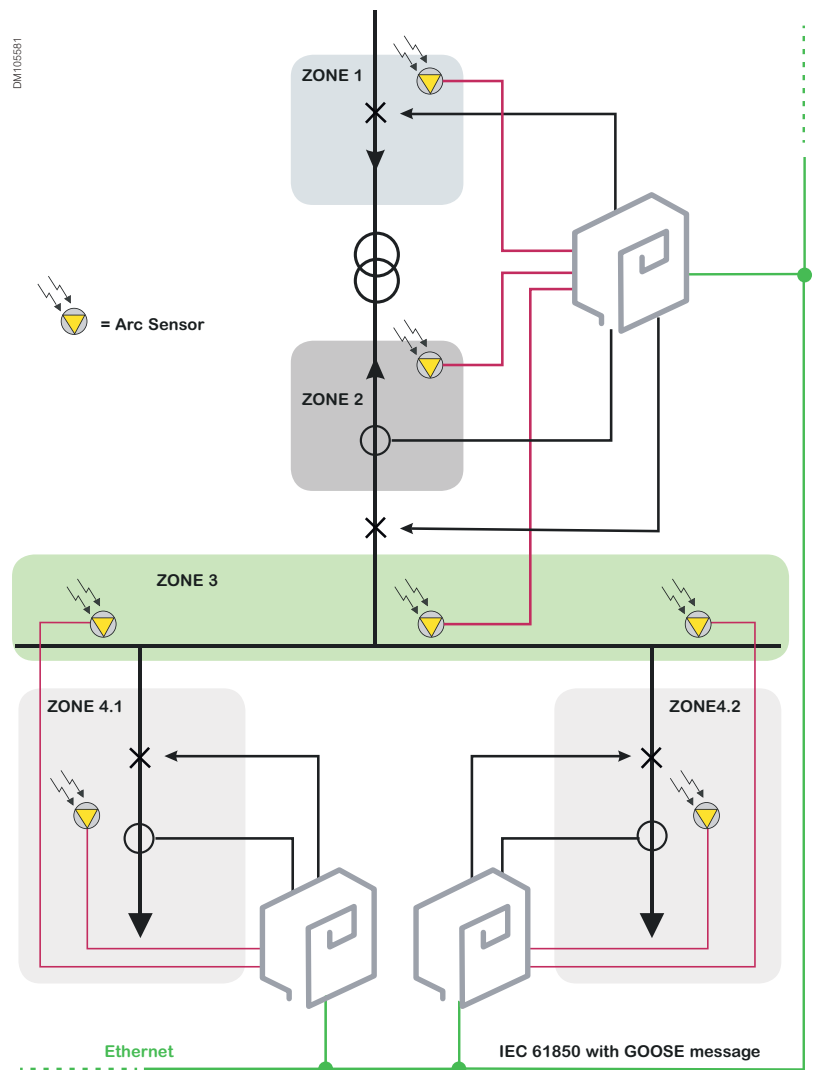 DM105581
ZONE 1
= Arc Sensor
ZONE 2
ZONE 3
ZONE 4.1
ZONE4.2
Ethernet
IEC 61850 with GOOSE message